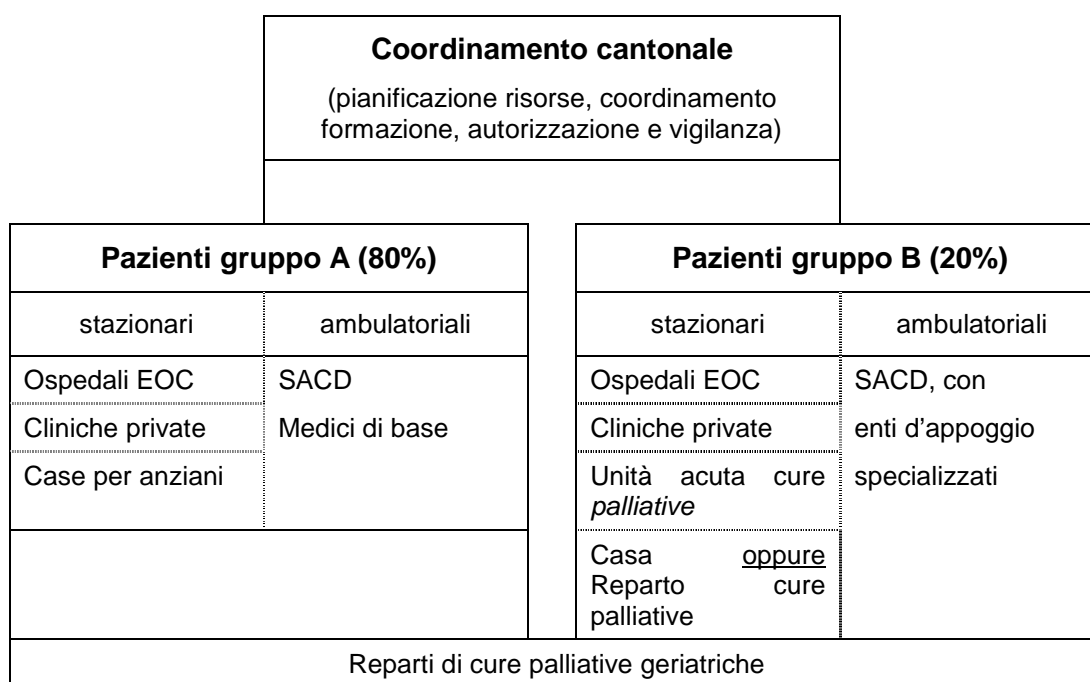 Coordinamento cantonale
(pianificazione risorse, coordinamento
formazione, autorizzazione e vigilanza)
Pazienti gruppo A (80%)
stazionari
ambulatoriali
Ospedali EOC
Cliniche private
Case per anziani
SACD
Medici di base
Pazienti gruppo B (20%)
stazionari
ambulatoriali
Ospedali EOC
Cliniche private
Unità acuta cure
palliative
Casa oppure
Reparto cure
palliative
SACD, con
enti d'appoggio
specializzati
Reparti di cure palliative geriatriche